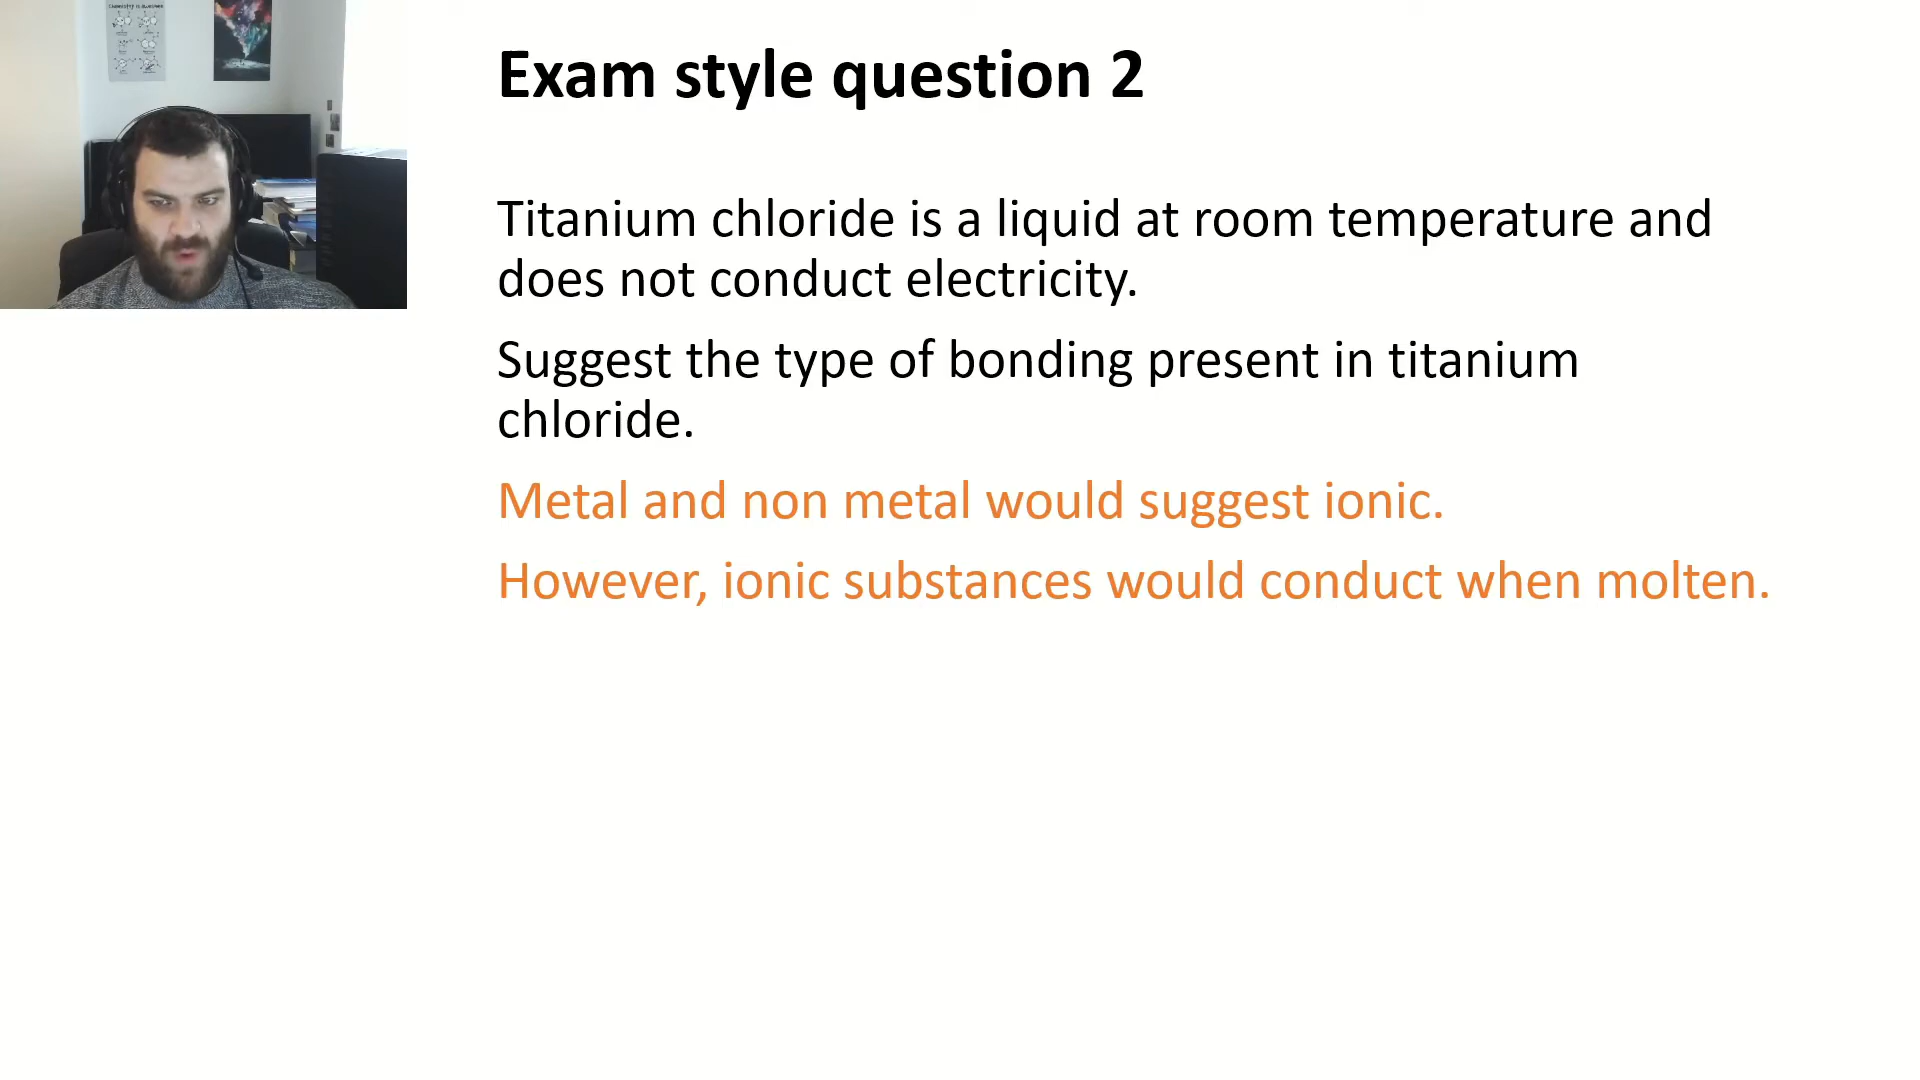 Exam style question 2
Titanium chloride is a liquid at room temperature and
does not conduct electricity.
Suggest the type of bonding present in titanium
chloride.
Metal and non metal would suggest ionic.
However, ionic substances would conduct when molten.